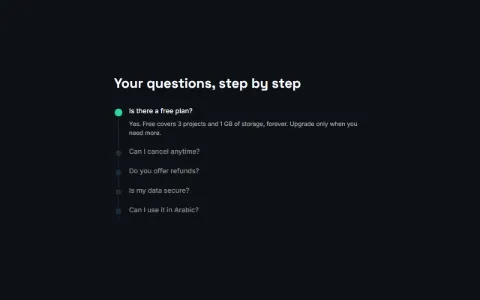 Your questions, step by step
Is there a free plan?
Yes. Free covers 3 projects and 1 GB of storage, forever. Upgrade only when you
need more.
Can I cancel anytime?
Do you offer refunds?
Is my data secure?
Can I use it in Arabic?